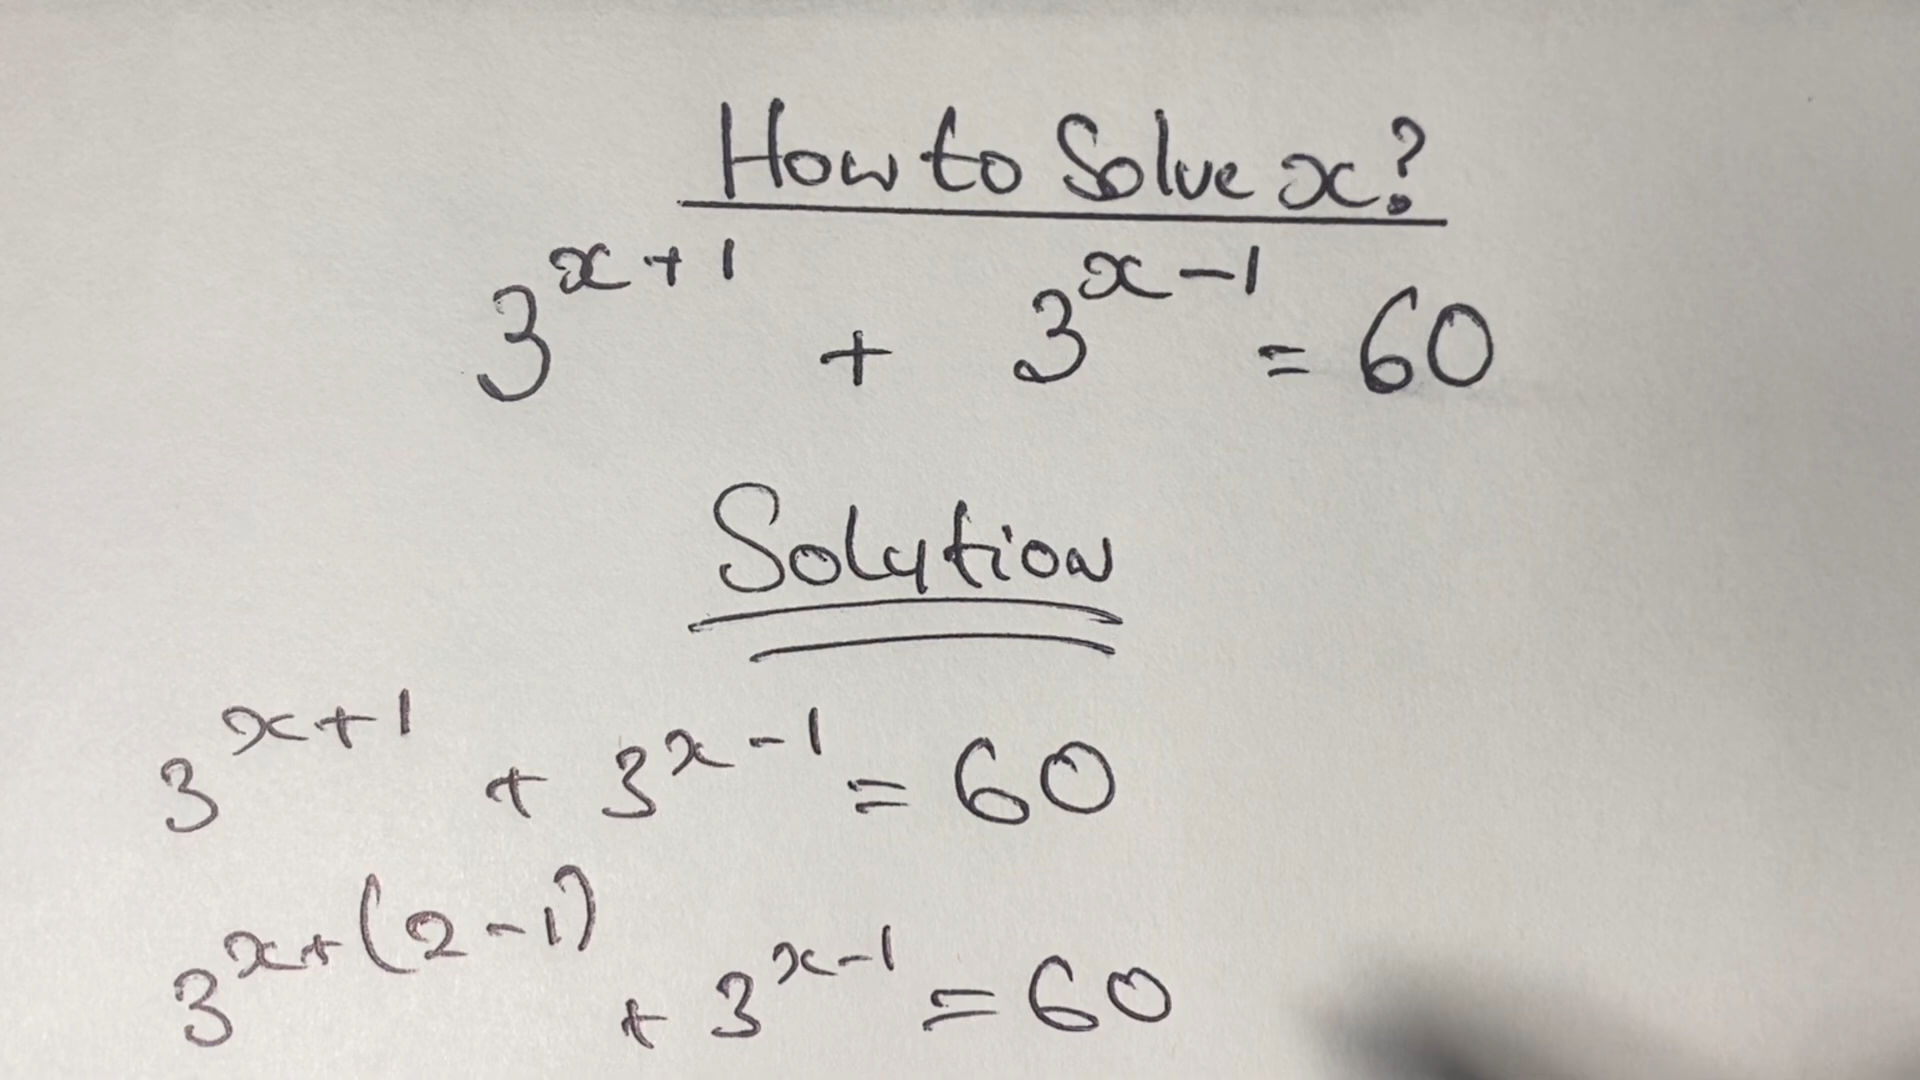 How to Solve x?
3^{x+1} + 3^{x-1} = 60
Solution
3^{x+1} + 3^{x-1} = 60
3^{x+(2-1)} + 3^{x-1} = 60